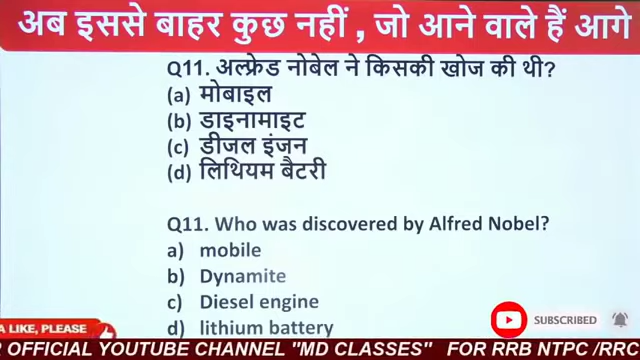 अब इससे बाहर कुछ नहीं , जो आने वाले हैं आगे
Q11. अल्फ्रेड नोबेल ने किसकी खोज की थी?
(a) मोबाइल
(b) डाइनामाइट
(c) डीजल इंजन
(d) लिथियम बैटरी
Q11. Who was discovered by Alfred Nobel?
a) mobile
b) Dynamite
c) Diesel engine
d) lithium battery
SUBSCRIBED
A LIKE, PLEASE
OFFICIAL YOUTUBE CHANNEL "MD CLASSES" FOR RRB NTPC /RRC